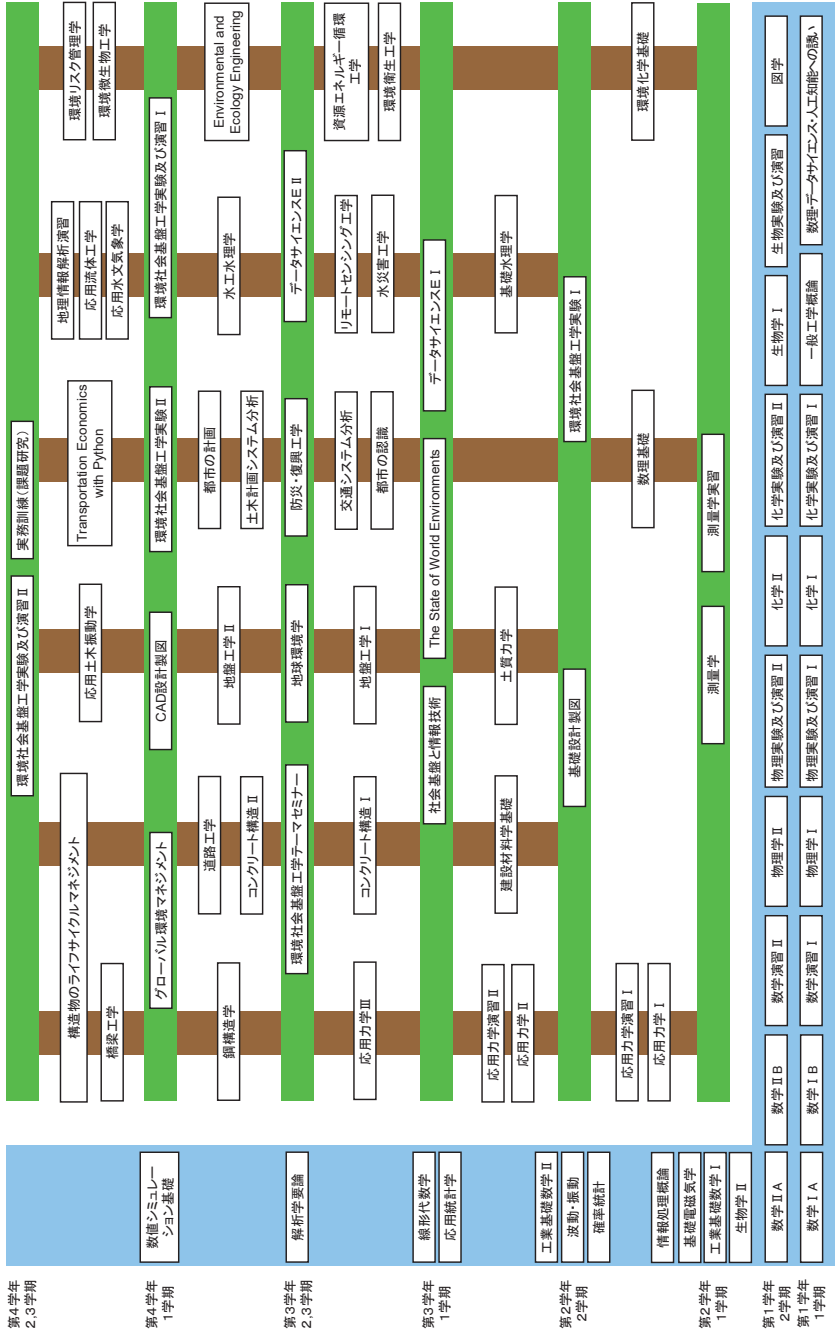 第4学年
2,3学期
環境社会基盤工学実験及び演習Ⅱ
実務訓練(課題研究)
構造物のライフサイクルマネジメント
橋梁工学
応用土木振動学
Transportation Economics
with Python
地理情報解析演習
応用流体工学
応用水文気象学
環境リスク管理学
環境微生物工学
第4学年
1学期
数値シミュレー
ション基礎
グローバル環境マネジメント
CAD設計製図
環境社会基盤工学実験Ⅱ
環境社会基盤工学実験及び演習Ⅰ
鋼構造学
道路工学
コンクリート構造Ⅱ
地盤工学Ⅱ
都市の計画
土木計画システム分析
水工水理学
Environmental and
Ecology Engineering
第3学年
2,3学期
解析学要論
環境社会基盤工学テーマセミナー
地球環境学
防災・復興工学
データサイエンスEⅡ
応用力学Ⅲ
コンクリート構造Ⅰ
地盤工学Ⅰ
交通システム分析
都市の認識
リモートセンシング工学
水災害工学
資源エネルギー循環
工学
環境衛生工学
第3学年
1学期
線形代数学
応用統計学
社会基盤と情報技術
The State of World Environments
データサイエンスEⅠ
応用力学演習Ⅱ
応用力学Ⅱ
建設材料学基礎
土質力学
基礎水理学
第2学年
2学期
工業基礎数学Ⅱ
波動・振動
確率統計
基礎設計製図
環境社会基盤工学実験Ⅰ
応用力学演習Ⅰ
応用力学Ⅰ
数理基礎
環境化学基礎
第2学年
1学期
情報処理概論
基礎電磁気学
工業基礎数学Ⅰ
生物学Ⅱ
測量学
測量学実習
第1学年
2学期
数学ⅡA
数学ⅡB
数学演習Ⅱ
物理学Ⅱ
物理実験及び演習Ⅱ
化学Ⅱ
化学実験及び演習Ⅱ
生物学Ⅰ
生物実験及び演習
図学
第1学年
1学期
数学ⅠA
数学ⅠB
数学演習Ⅰ
物理学Ⅰ
物理実験及び演習Ⅰ
化学Ⅰ
化学実験及び演習Ⅰ
一般工学概論
数理・データサイエンス・人工知能への誘い